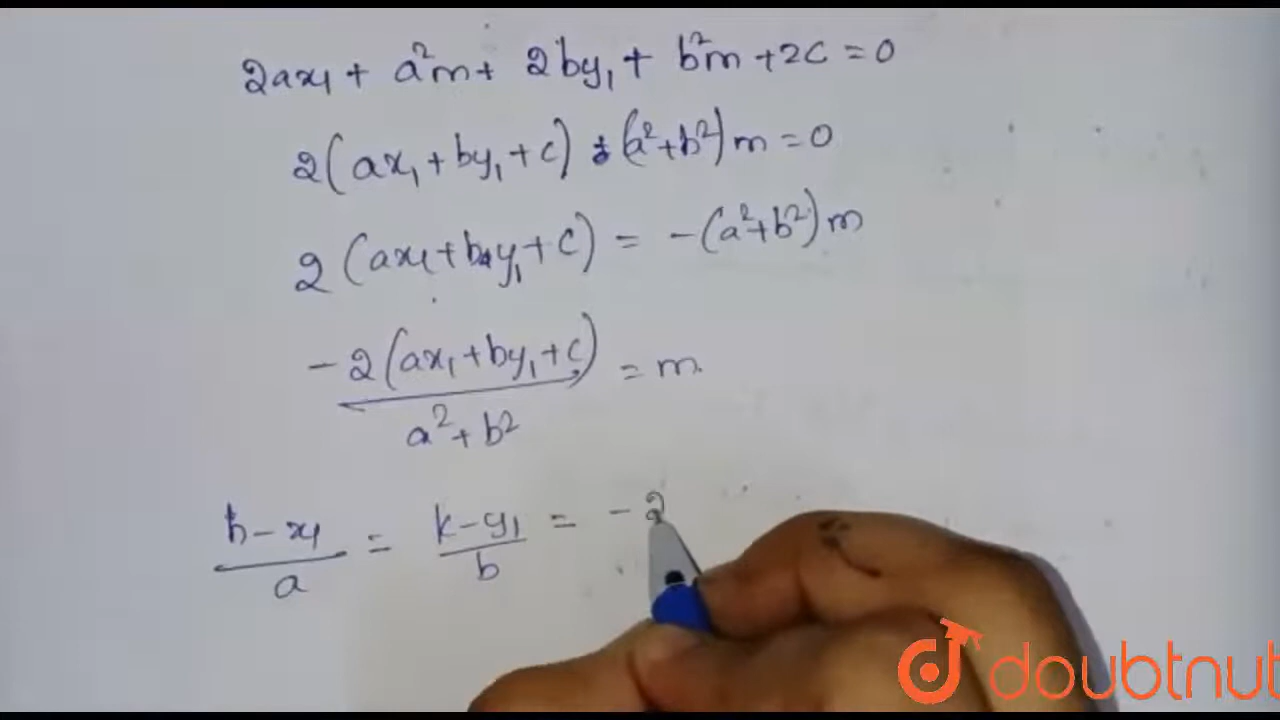 2ax₁ + a²m + 2by₁ + b²m + 2c = 0
2(ax₁ + by₁ + c) + (a² + b²)m = 0
2(ax₁ + by₁ + c) = -(a² + b²)m
-2(ax₁ + by₁ + c) / a² + b² = m.
h - x₁ / a = k - y₁ / b = -2
doubtnut